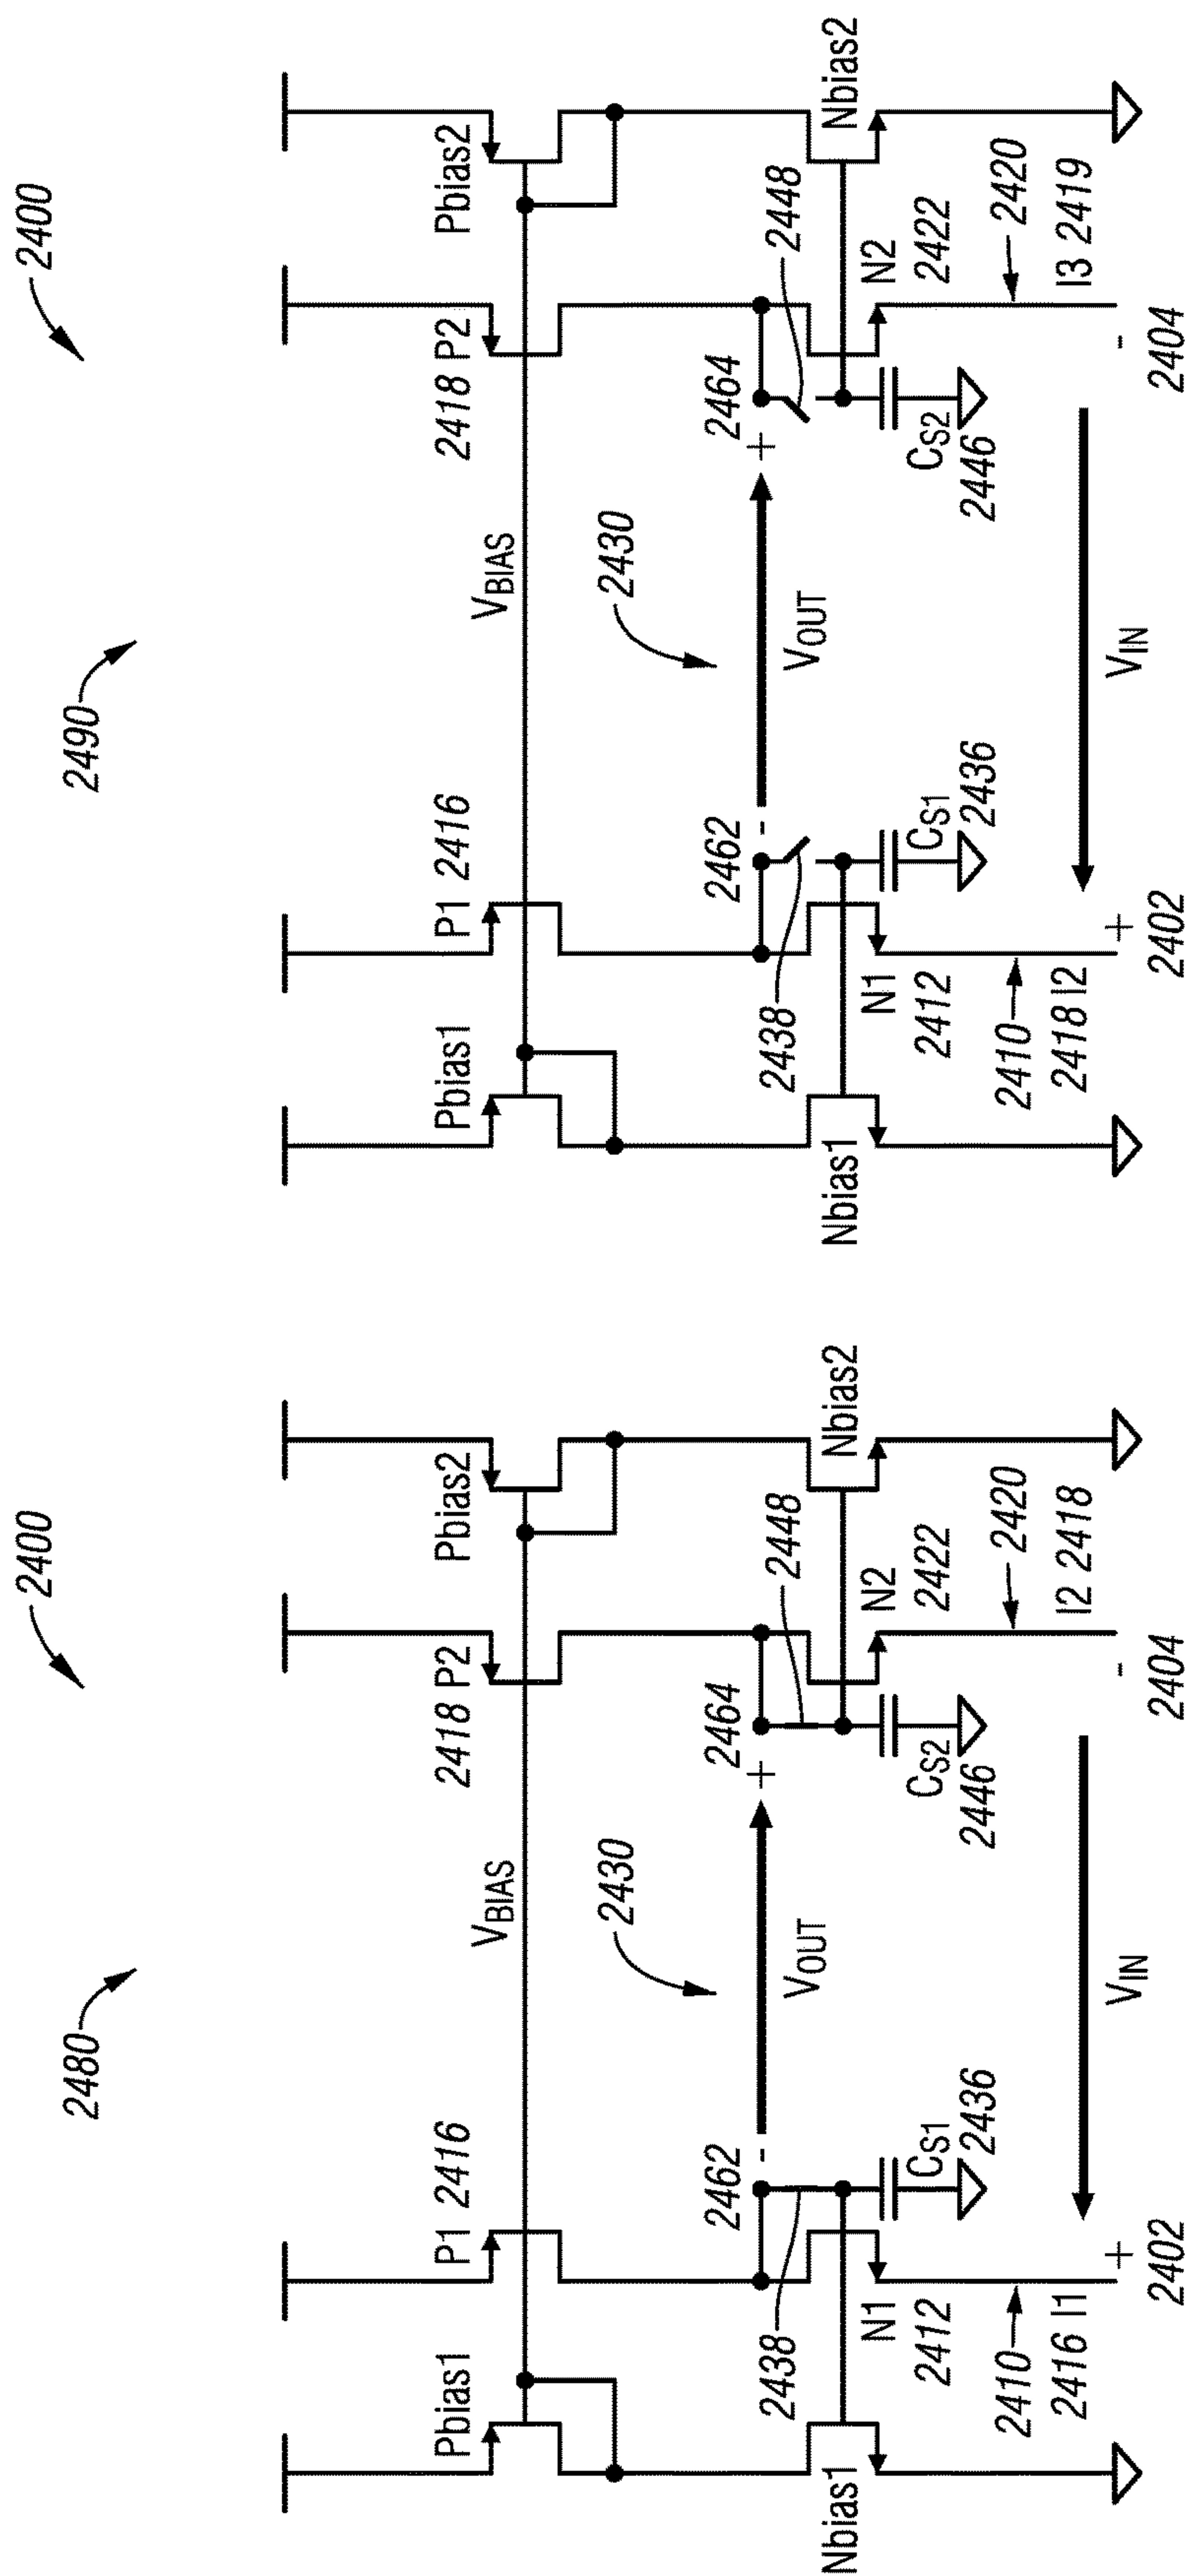 2480
2400
Pbias1
P1 2416
VBIAS
2418 P2
Pbias2
2430
2462
-
VOUT
+
2464
2438
2448
Nbias1
N1
2412
CS1
2436
CS2
2446
N2
2422
Nbias2
2410
2420
2416 I1
I2 2418
+
2402
VIN
-
2404
2490
2400
Pbias1
P1 2416
VBIAS
2418 P2
Pbias2
2430
2462
-
VOUT
+
2464
2438
2448
Nbias1
N1
2412
CS1
2436
CS2
2446
N2
2422
Nbias2
2410
2420
2418 I2
I3 2419
+
2402
VIN
-
2404